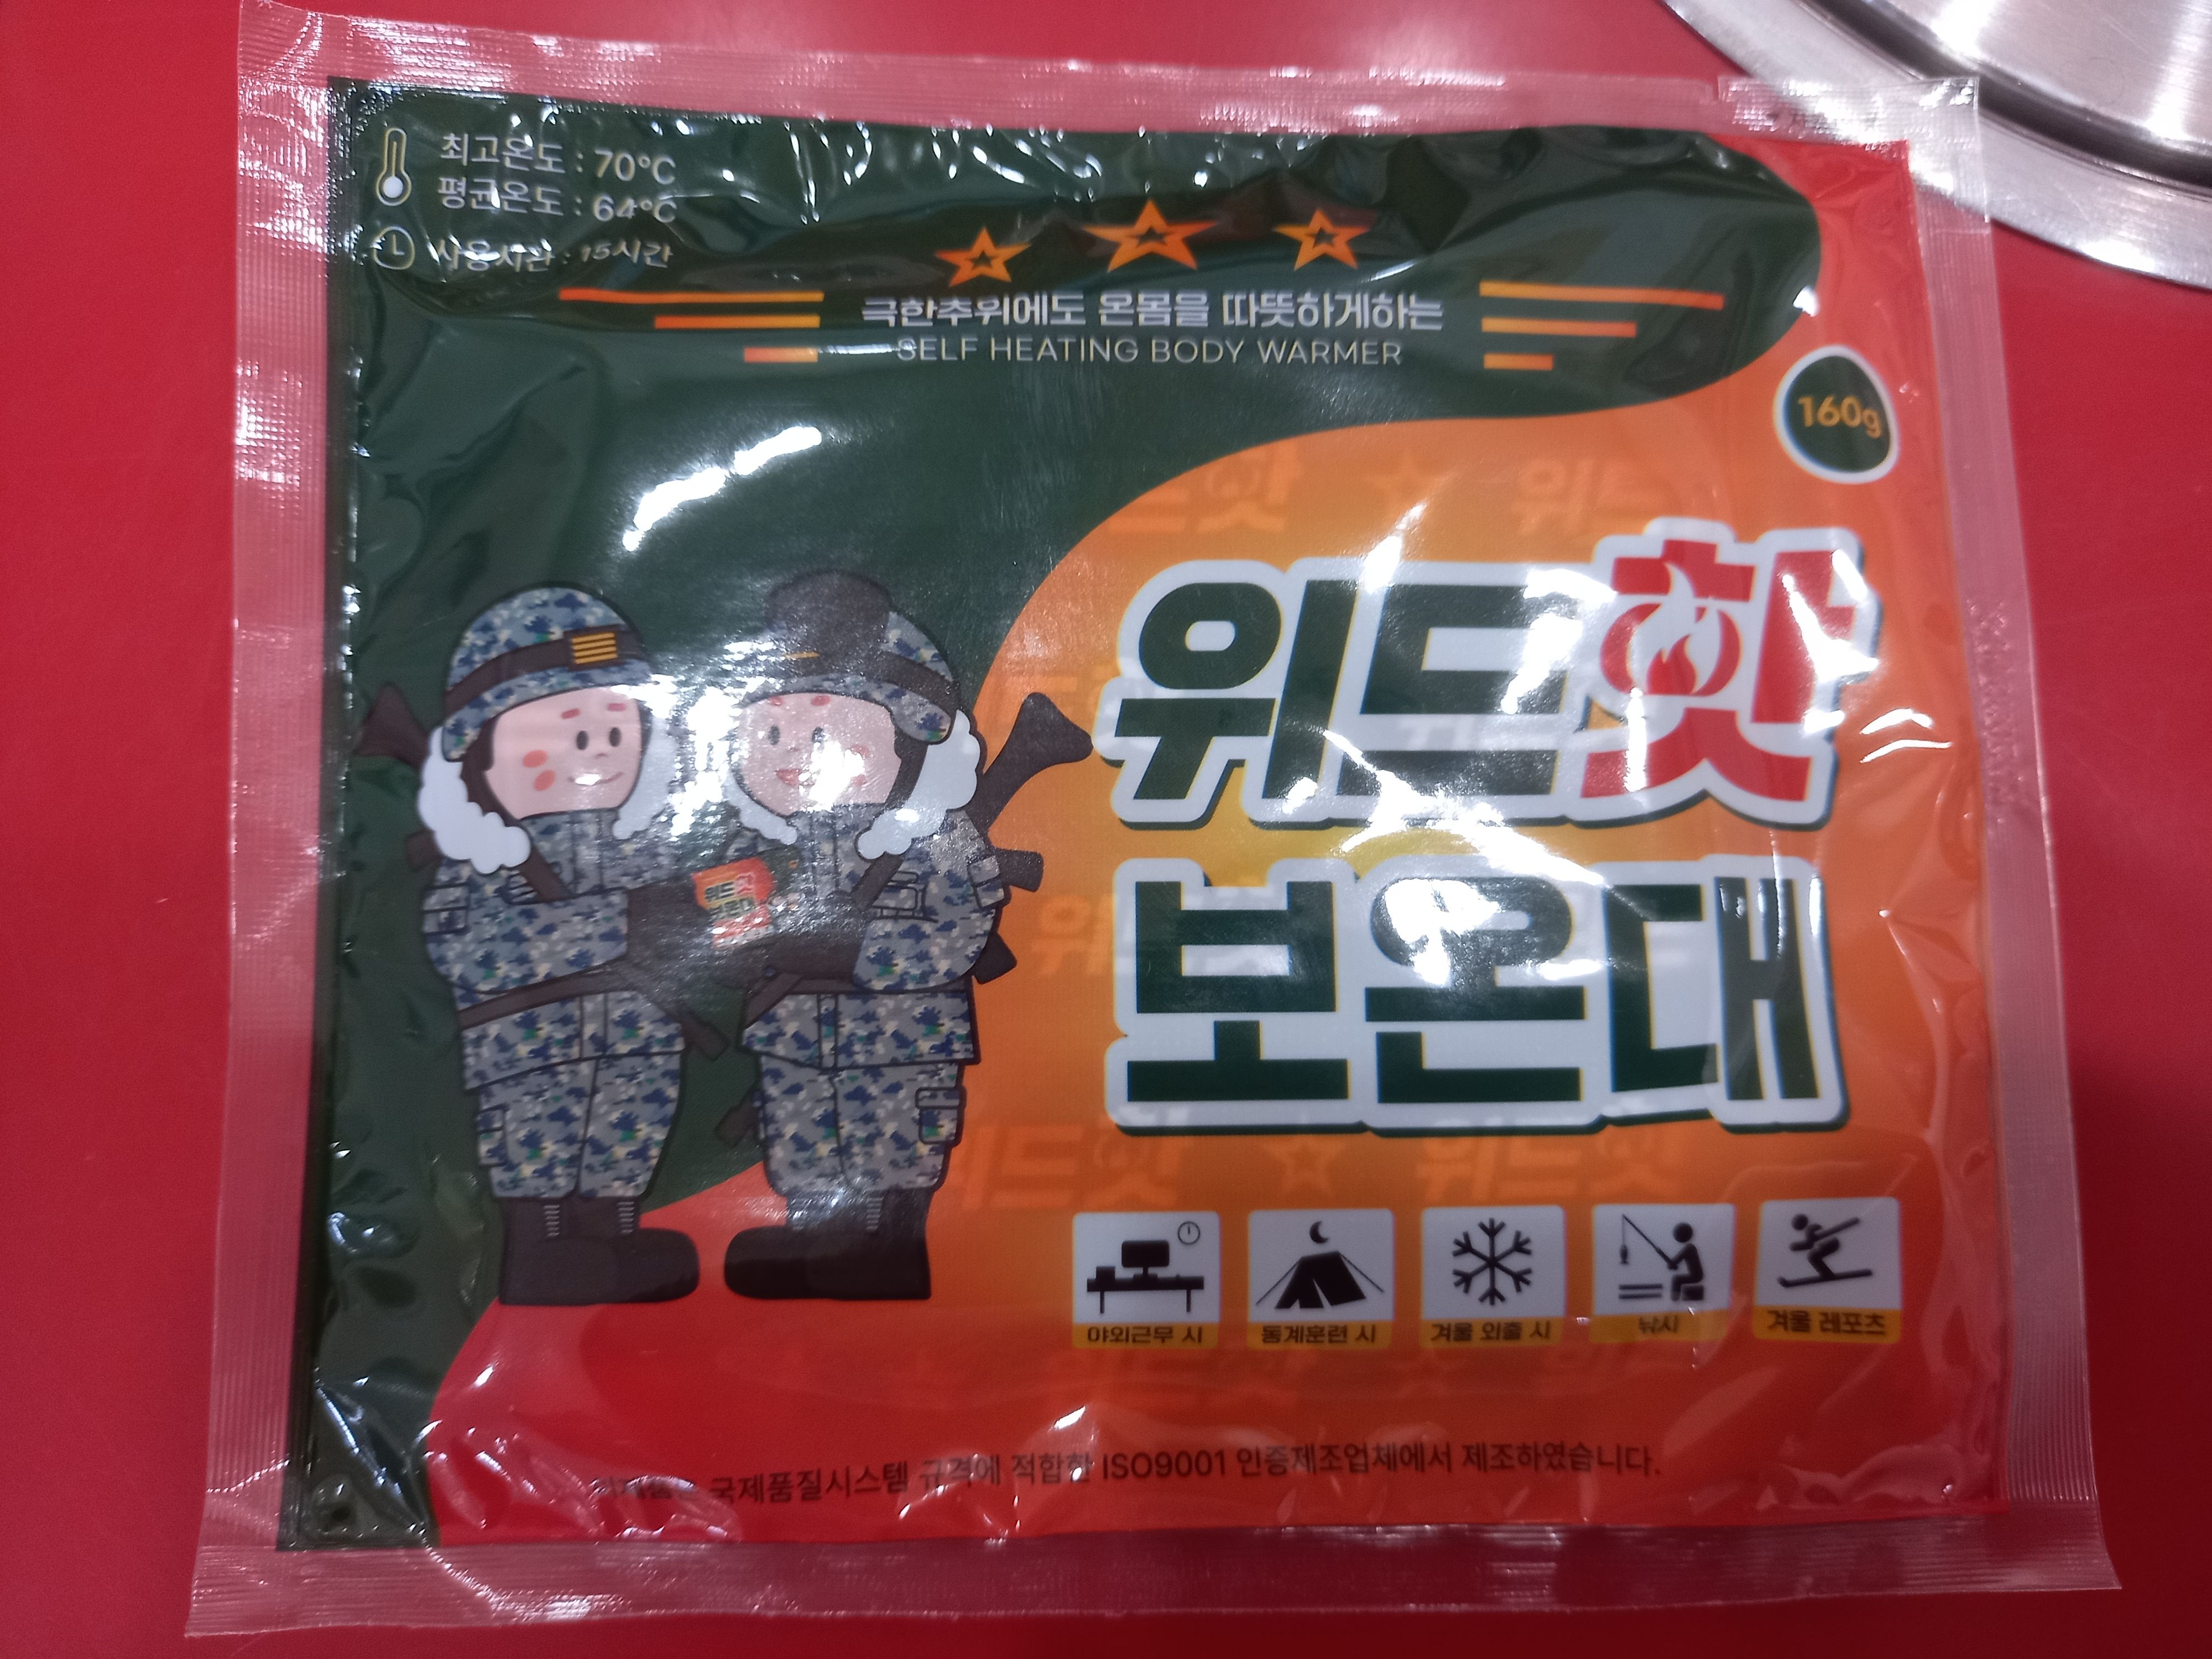 최고온도 : 70°C
평균온도 : 64°C
사용시간 : 15시간
극한추위에도 온몸을 따뜻하게하는
SELF HEATING BODY WARMER
160g
위드핫
보온대
야외근무 시
동계훈련 시
겨울 외출 시
낚시
겨울 레포츠
국제품질시스템 규격에 적합한 ISO9001 인증제조업체에서 제조하였습니다.